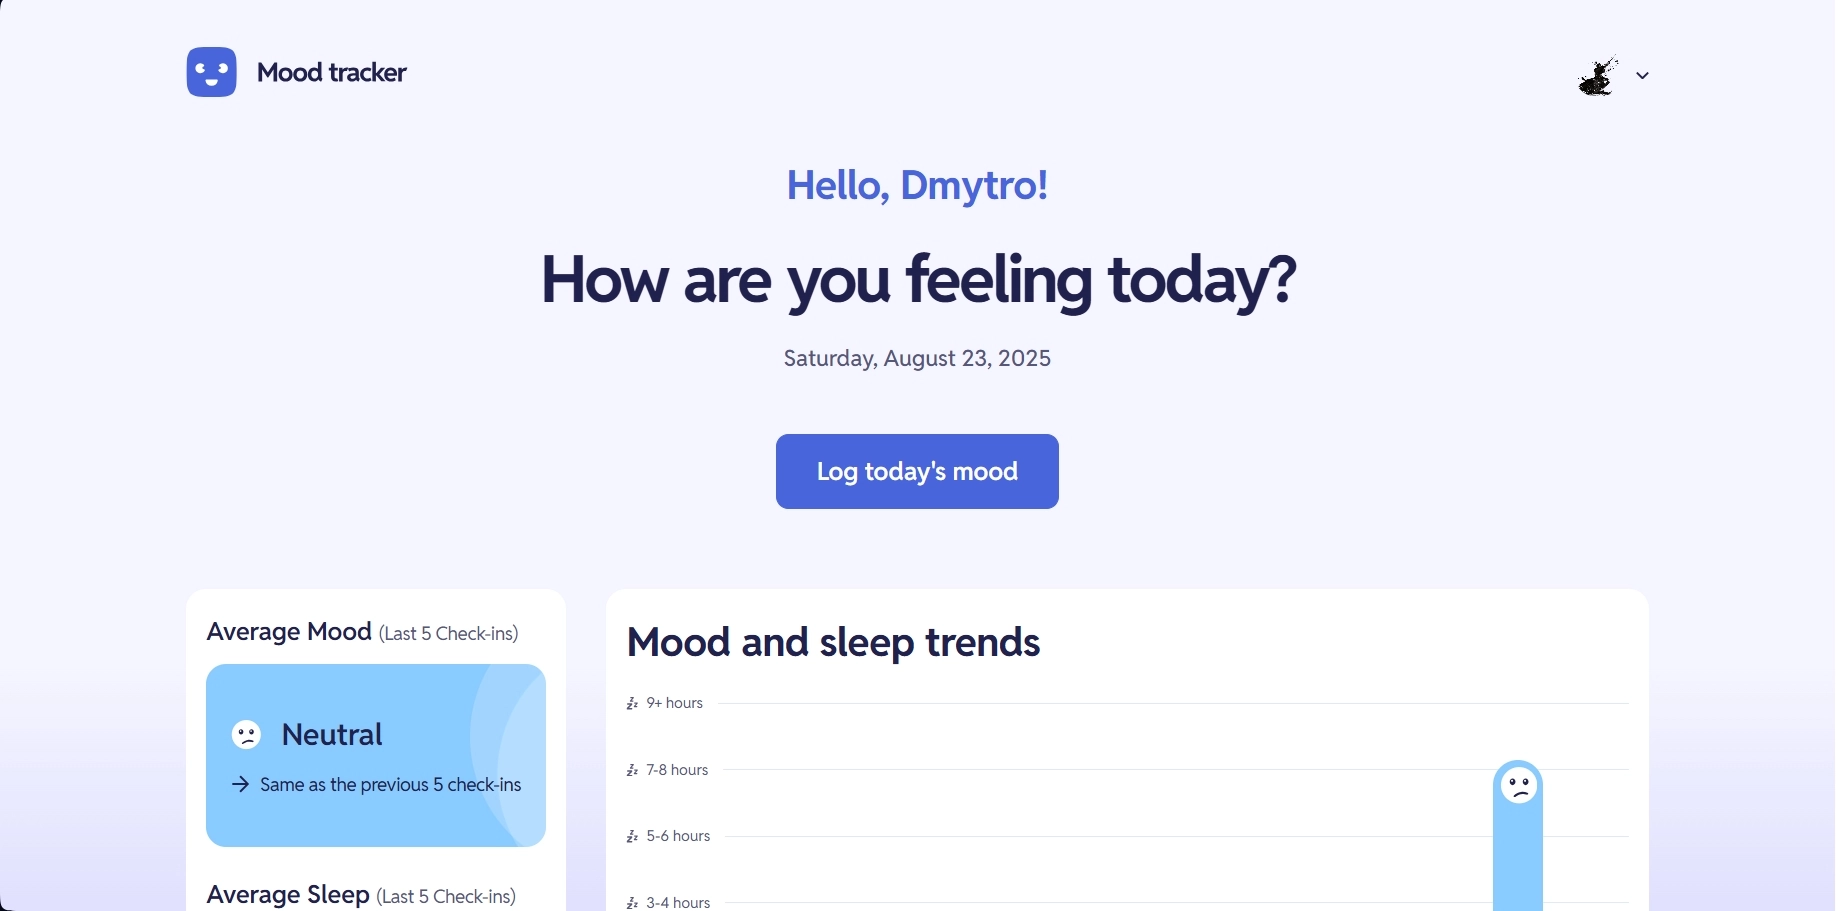 Mood tracker
Hello, Dmytro!
How are you feeling today?
Saturday, August 23, 2025
Log today's mood
Average Mood (Last 5 Check-ins)
Neutral
Same as the previous 5 check-ins
Average Sleep (Last 5 Check-ins)
Mood and sleep trends
9+ hours
7-8 hours
5-6 hours
3-4 hours